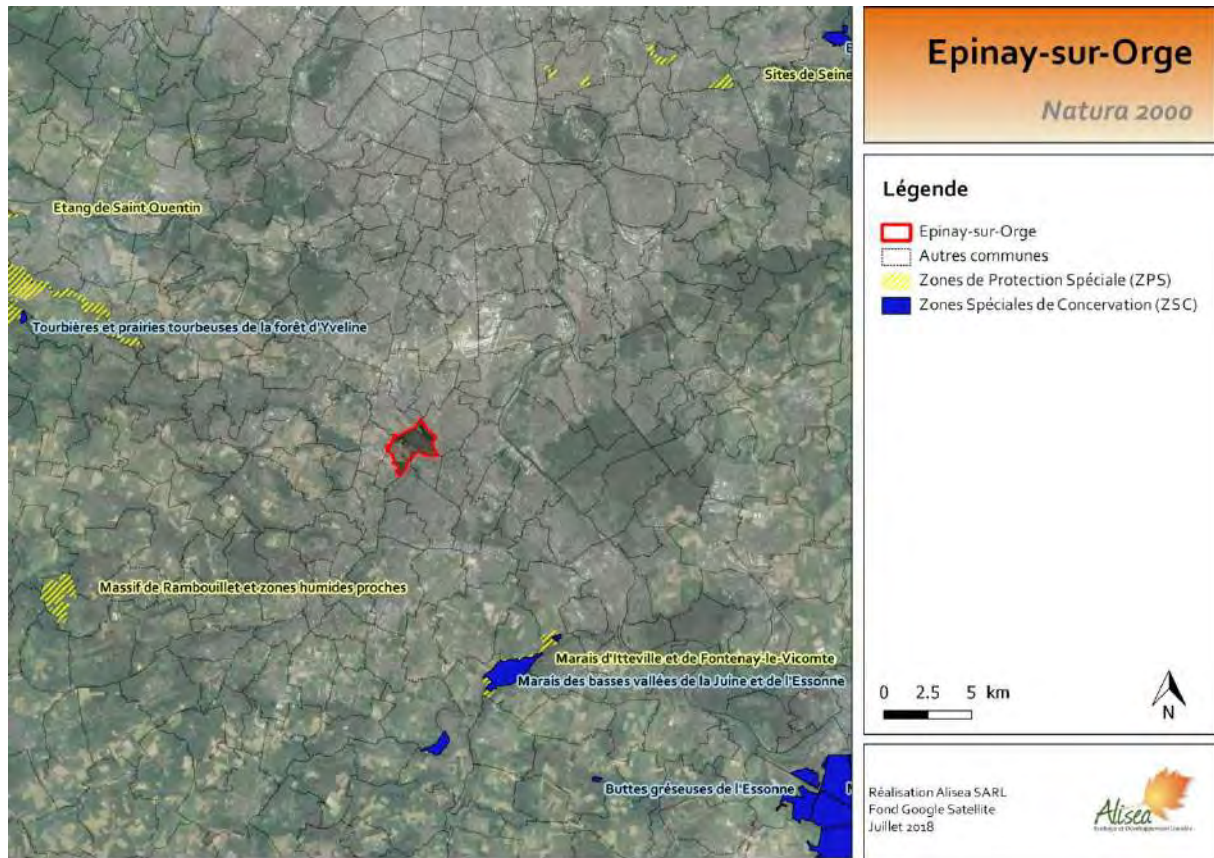 E
Sites de Seine
Etang de Saint Quentin
Tourbières et prairies tourbeuses de la forêt d'Yveline
Massif de Rambouillet et zones humides proches
Marais d'Itteville et de Fontenay-le-Vicomte
Marais des basses vallées de la Juine et de l'Essonne
Buttes gréseuses de l'Essonne
Epinay-sur-Orge
Natura 2000
Légende
Epinay-sur-Orge
Autres communes
Zones de Protection Spéciale (ZPS)
Zones Spéciales de Concervation (ZSC)
0 2.5 5 km
N
Réalisation Alisea SARL
Fond Google Satellite
Juillet 2018
Alisea